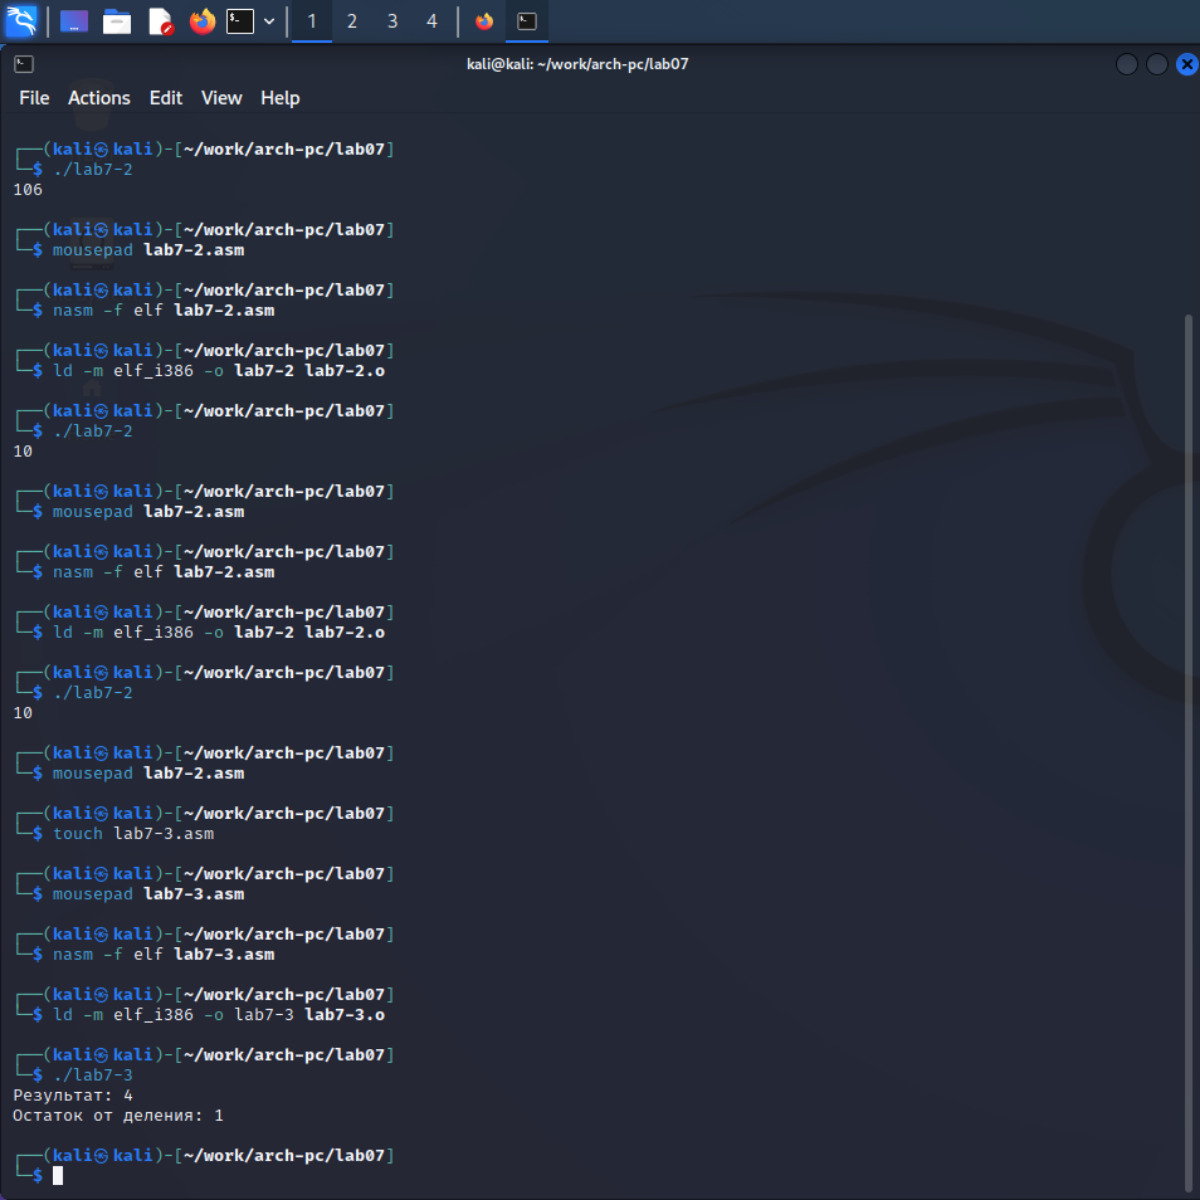 1 2 3 4
kali@kali: ~/work/arch-pc/lab07
File Actions Edit View Help
┌──(kali㉿kali)-[~/work/arch-pc/lab07]
└─$ ./lab7-2
106
┌──(kali㉿kali)-[~/work/arch-pc/lab07]
└─$ mousepad lab7-2.asm
┌──(kali㉿kali)-[~/work/arch-pc/lab07]
└─$ nasm -f elf lab7-2.asm
┌──(kali㉿kali)-[~/work/arch-pc/lab07]
└─$ ld -m elf_i386 -o lab7-2 lab7-2.o
┌──(kali㉿kali)-[~/work/arch-pc/lab07]
└─$ ./lab7-2
10
┌──(kali㉿kali)-[~/work/arch-pc/lab07]
└─$ mousepad lab7-2.asm
┌──(kali㉿kali)-[~/work/arch-pc/lab07]
└─$ nasm -f elf lab7-2.asm
┌──(kali㉿kali)-[~/work/arch-pc/lab07]
└─$ ld -m elf_i386 -o lab7-2 lab7-2.o
┌──(kali㉿kali)-[~/work/arch-pc/lab07]
└─$ ./lab7-2
10
┌──(kali㉿kali)-[~/work/arch-pc/lab07]
└─$ mousepad lab7-2.asm
┌──(kali㉿kali)-[~/work/arch-pc/lab07]
└─$ touch lab7-3.asm
┌──(kali㉿kali)-[~/work/arch-pc/lab07]
└─$ mousepad lab7-3.asm
┌──(kali㉿kali)-[~/work/arch-pc/lab07]
└─$ nasm -f elf lab7-3.asm
┌──(kali㉿kali)-[~/work/arch-pc/lab07]
└─$ ld -m elf_i386 -o lab7-3 lab7-3.o
┌──(kali㉿kali)-[~/work/arch-pc/lab07]
└─$ ./lab7-3
Результат: 4
Остаток от деления: 1
┌──(kali㉿kali)-[~/work/arch-pc/lab07]
└─$